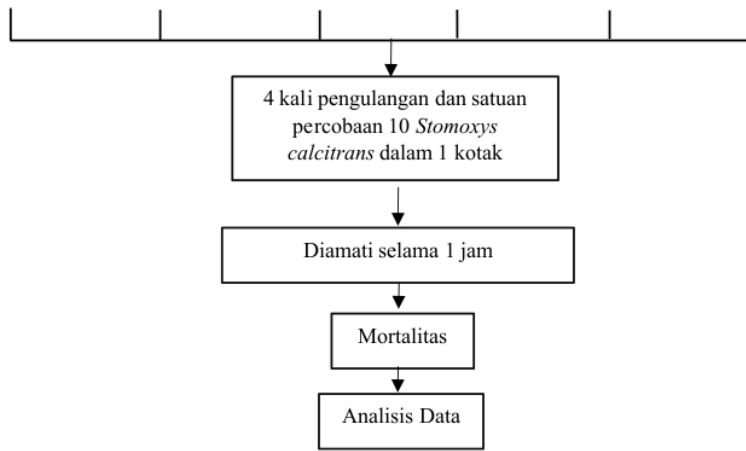 4 kali pengulangan dan satuan
percobaan 10 Stomoxys
calcitrans dalam 1 kotak
Diamati selama 1 jam
Mortalitas
Analisis Data